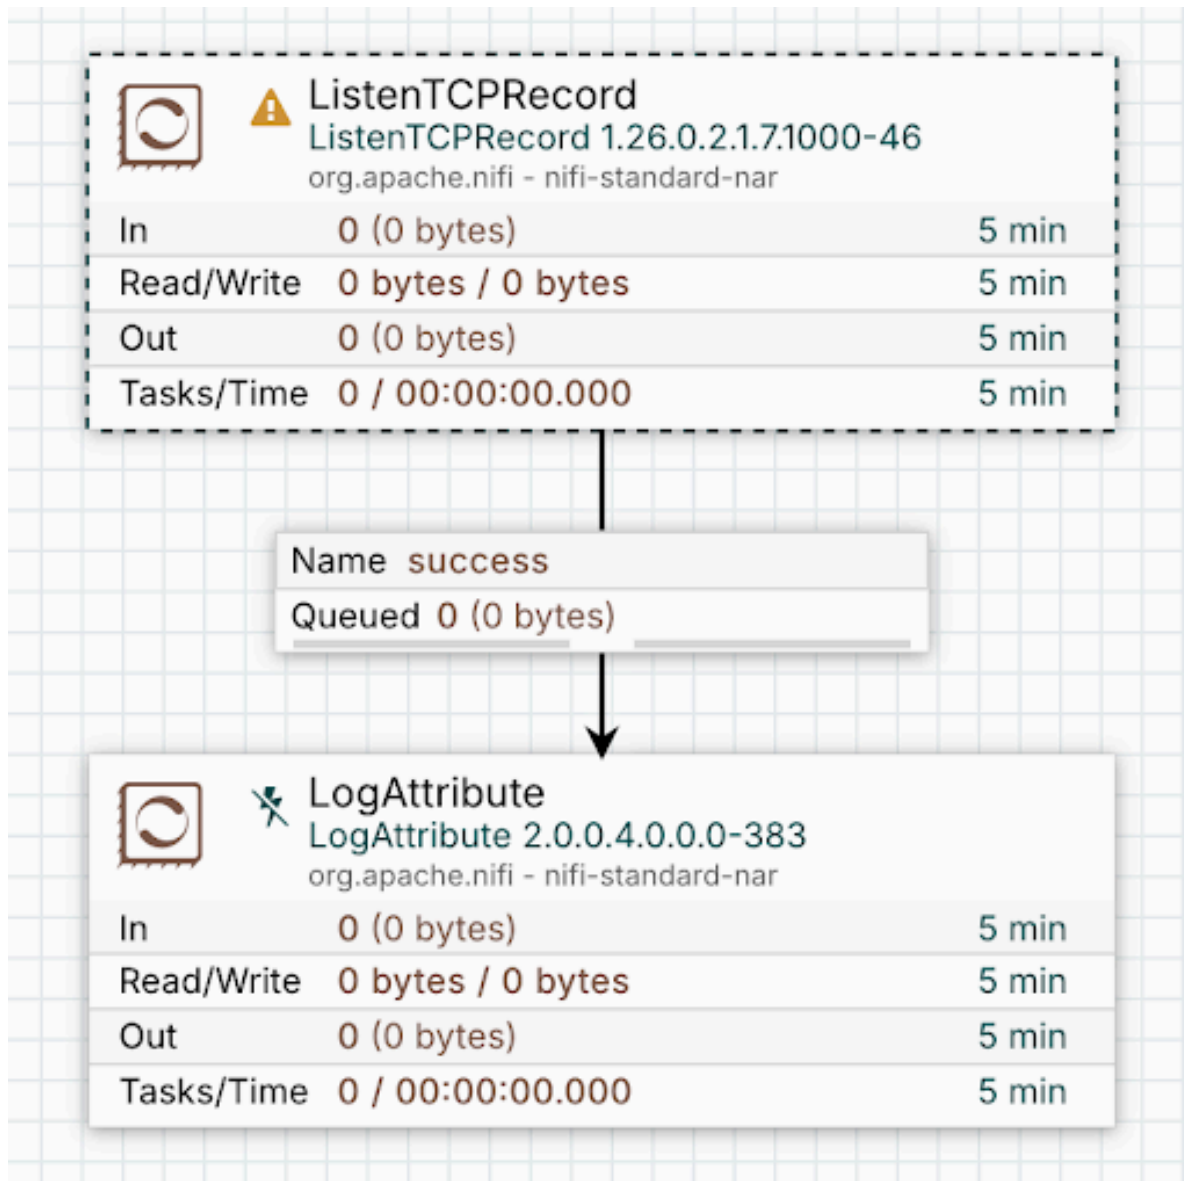 ListenTCPRecord
ListenTCPRecord 1.26.0.2.1.7.1000-46
org.apache.nifi - nifi-standard-nar
In 0 (0 bytes) 5 min
Read/Write 0 bytes / 0 bytes 5 min
Out 0 (0 bytes) 5 min
Tasks/Time 0 / 00:00:00.000 5 min
Name success
Queued 0 (0 bytes)
LogAttribute
LogAttribute 2.0.0.4.0.0.0-383
org.apache.nifi - nifi-standard-nar
In 0 (0 bytes) 5 min
Read/Write 0 bytes / 0 bytes 5 min
Out 0 (0 bytes) 5 min
Tasks/Time 0 / 00:00:00.000 5 min